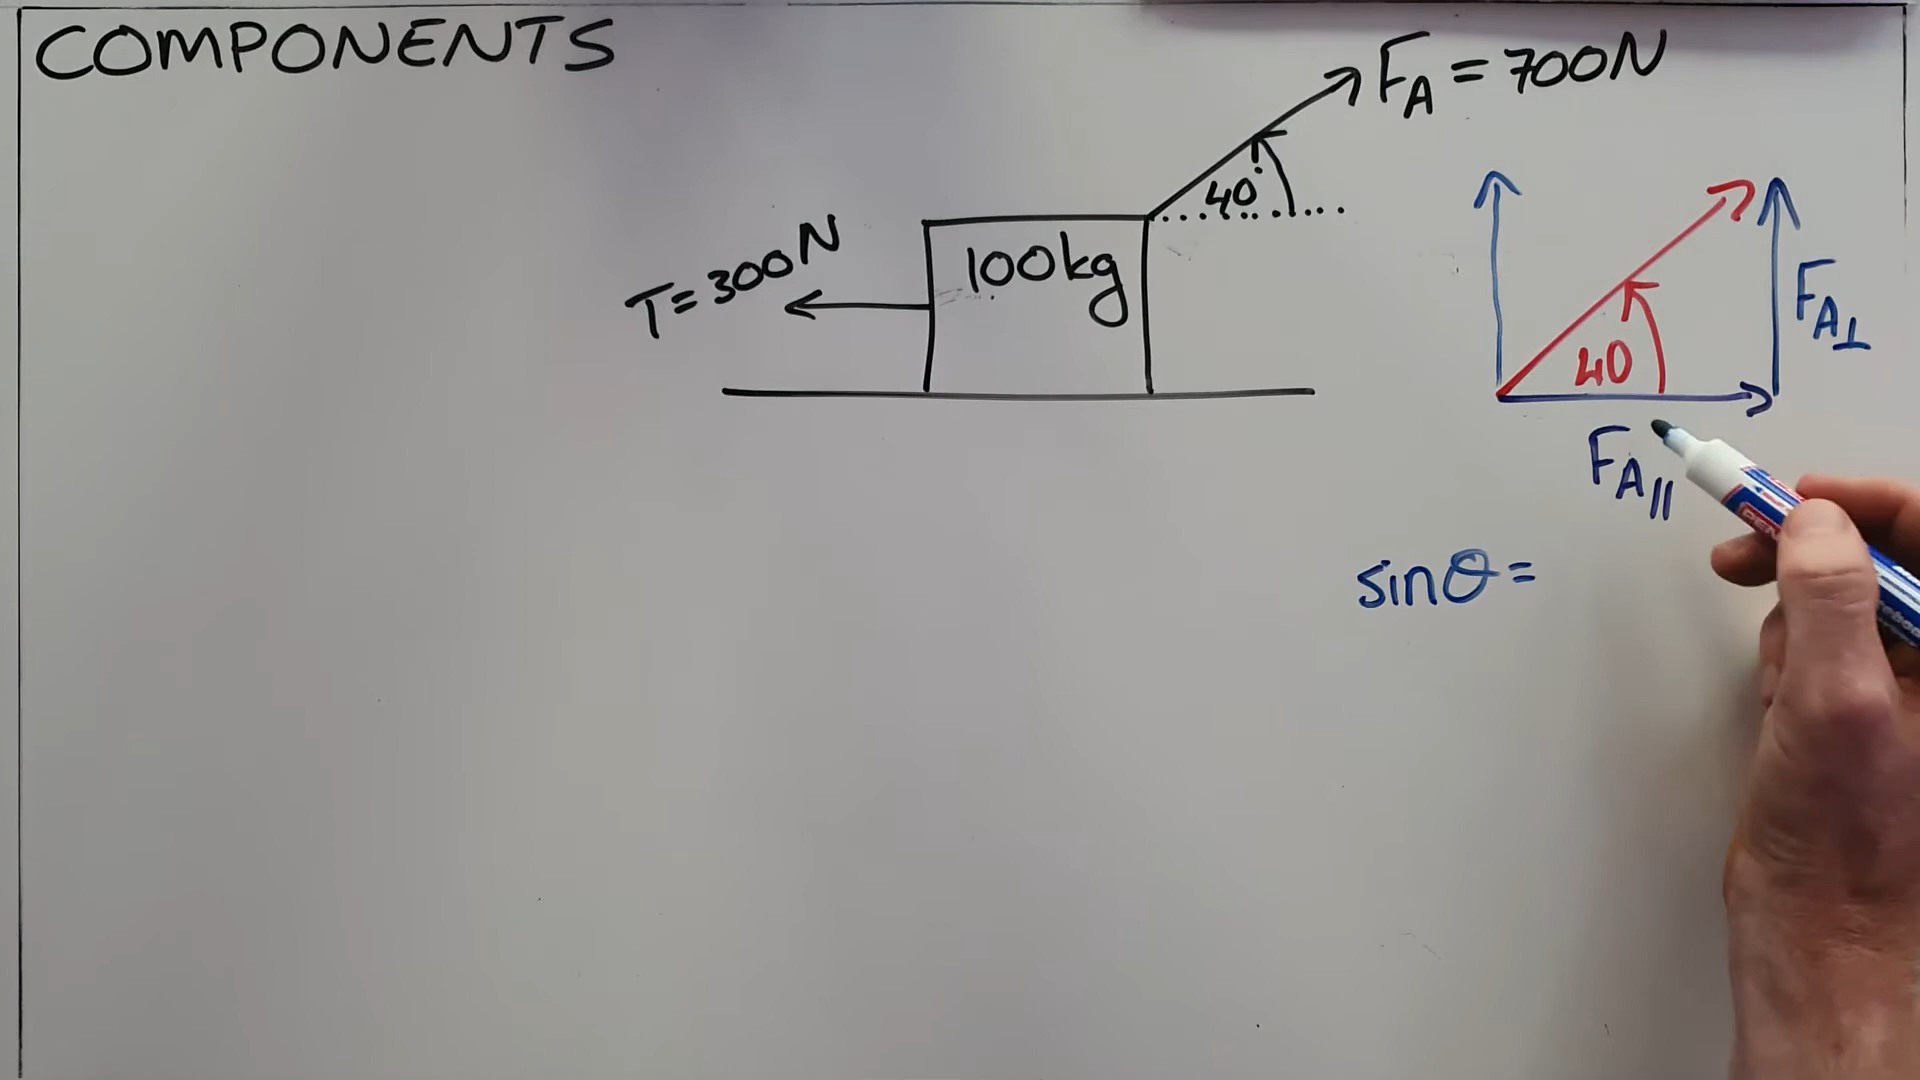 COMPONENTS
F_A = 700N
40°
T = 300N
100kg
F_A⊥
40
F_A||
sinθ =